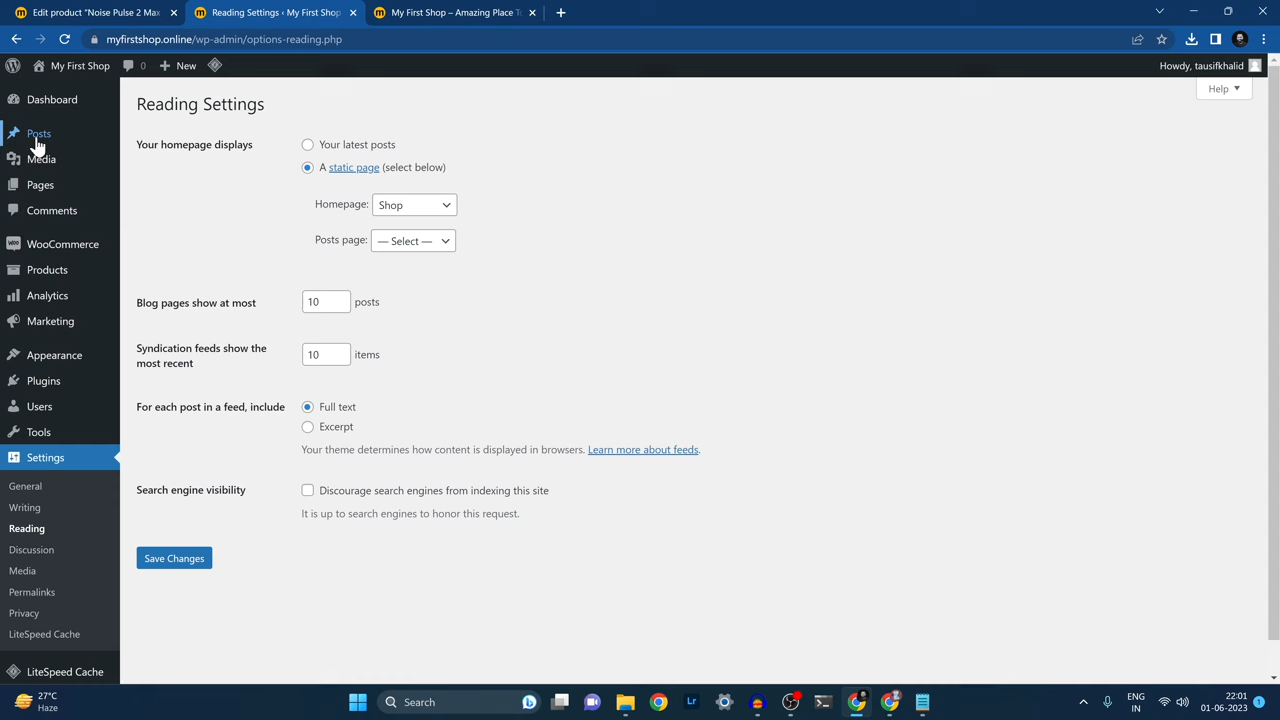 Edit product "Noise Pulse 2 Max
Reading Settings ‹ My First Shop
My First Shop – Amazing Place To
myfirstshop.online/wp-admin/options-reading.php
My First Shop
0
New
Howdy, tausifkhalid
Help
Dashboard
Posts
Media
Pages
Comments
WooCommerce
Products
Analytics
Marketing
Appearance
Plugins
Users
Tools
Settings
General
Writing
Reading
Discussion
Media
Permalinks
Privacy
LiteSpeed Cache
LiteSpeed Cache
Reading Settings
Your homepage displays
Your latest posts
A static page (select below)
Homepage: Shop
Posts page: — Select —
Blog pages show at most
10 posts
Syndication feeds show the
most recent
10 items
For each post in a feed, include
Full text
Excerpt
Your theme determines how content is displayed in browsers. Learn more about feeds.
Search engine visibility
Discourage search engines from indexing this site
It is up to search engines to honor this request.
Save Changes
27°C
Haze
Search
Lr
ENG
IN
22:01
01-06-2023
1